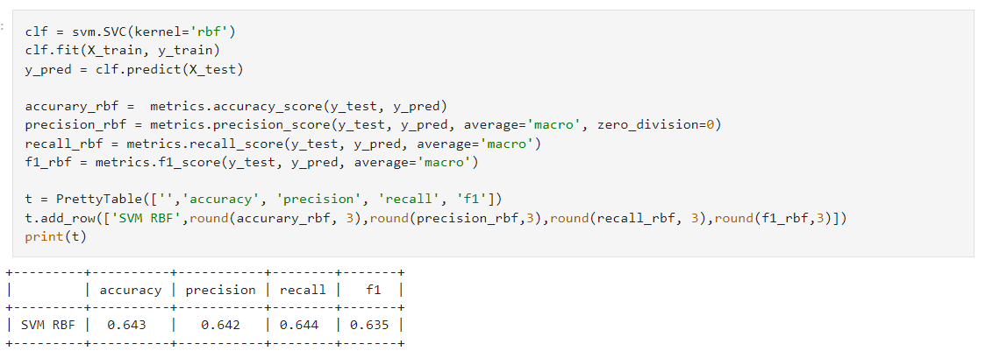 :
clf = svm.SVC(kernel='rbf')
clf.fit(X_train, y_train)
y_pred = clf.predict(X_test)
accurary_rbf =  metrics.accuracy_score(y_test, y_pred)
precision_rbf = metrics.precision_score(y_test, y_pred, average='macro', zero_division=0)
recall_rbf = metrics.recall_score(y_test, y_pred, average='macro')
f1_rbf = metrics.f1_score(y_test, y_pred, average='macro')
t = PrettyTable(['','accuracy', 'precision', 'recall', 'f1'])
t.add_row(['SVM RBF',round(accurary_rbf, 3),round(precision_rbf,3),round(recall_rbf, 3),round(f1_rbf,3)])
print(t)
+---------+----------+-----------+--------+-------+
|         | accuracy | precision | recall |   f1  |
+---------+----------+-----------+--------+-------+
| SVM RBF |  0.643   |   0.642   | 0.644  | 0.635 |
+---------+----------+-----------+--------+-------+